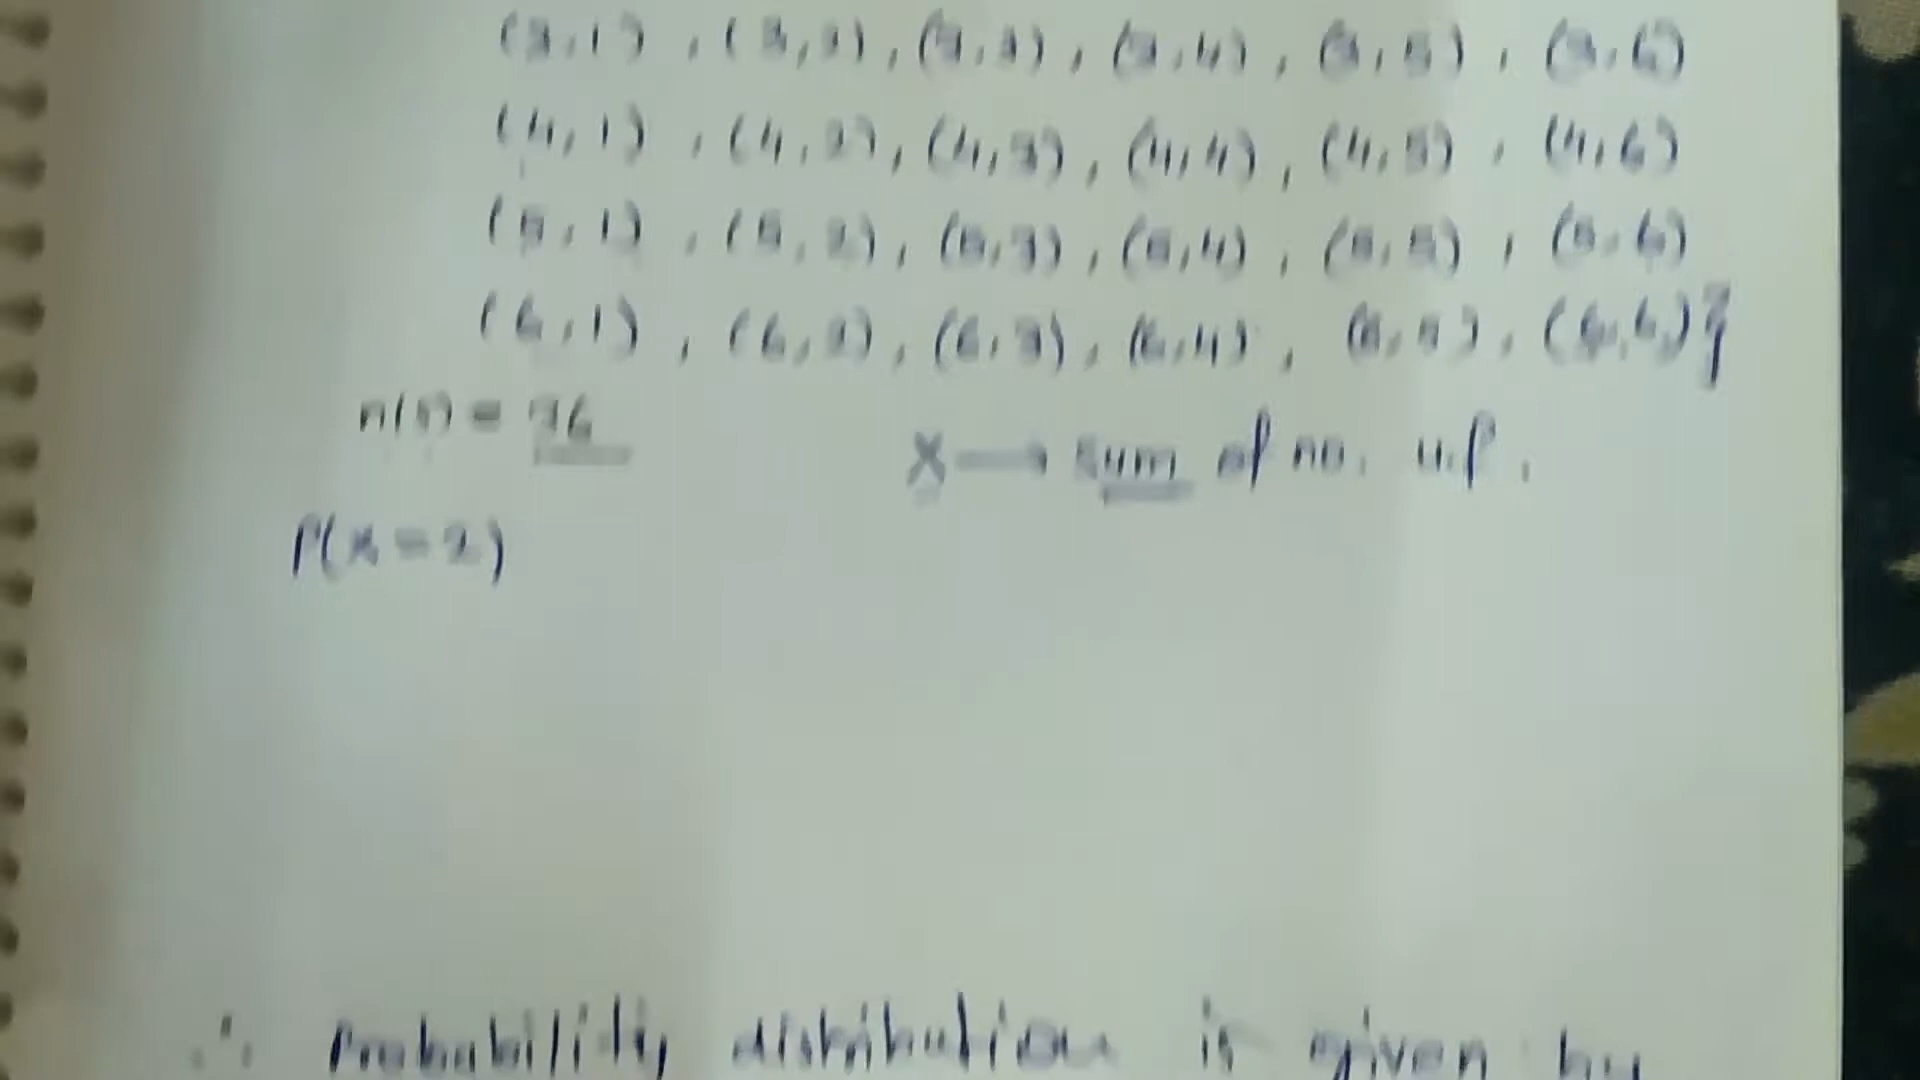 (3,1) , (3,2) , (3,3) , (3,4) , (3,5) , (3,6)
(4,1) , (4,2) , (4,3) , (4,4) , (4,5) , (4,6)
(5,1) , (5,2) , (5,3) , (5,4) , (5,5) , (5,6)
(6,1) , (6,2) , (6,3) , (6,4) , (6,5) , (6,6)}
n(S) = 36
X → sum of no. u.p.
P(x=2)
∴ Probability distribution is given by